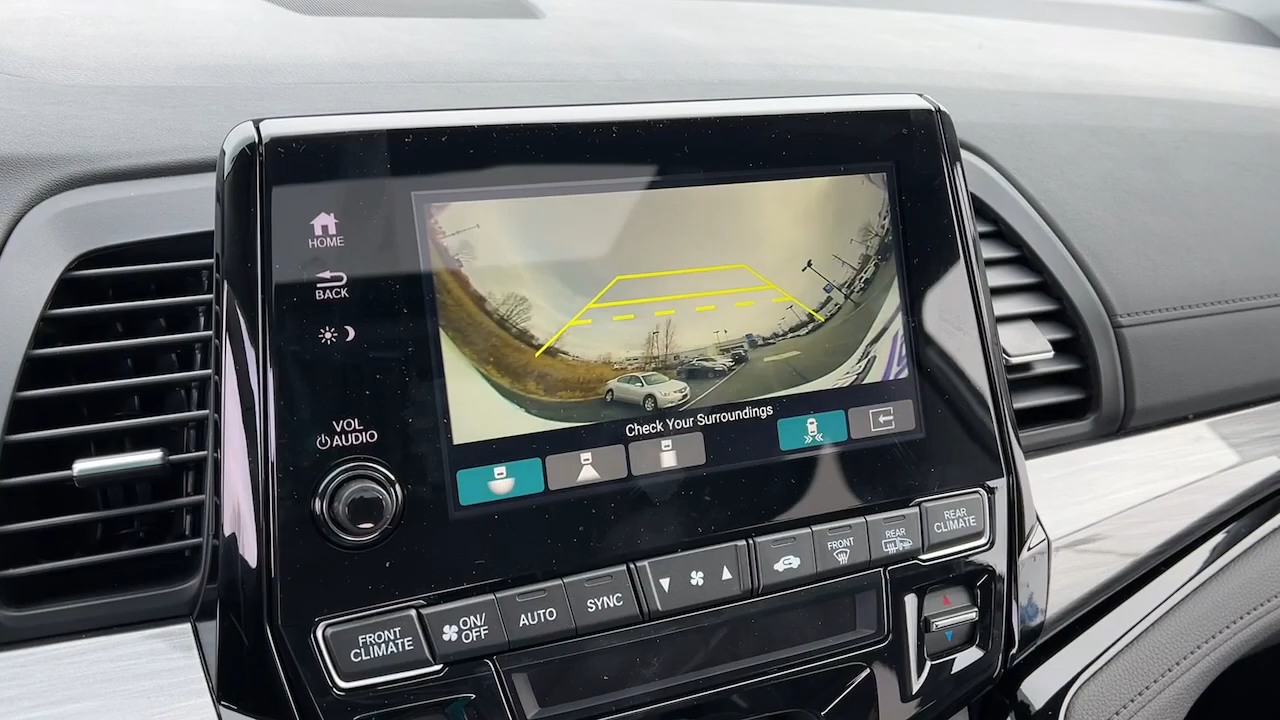 HOME
BACK
VOL
AUDIO
Check Your Surroundings
FRONT
CLIMATE
ON/
OFF
AUTO
SYNC
FRONT
REAR
REAR
CLIMATE